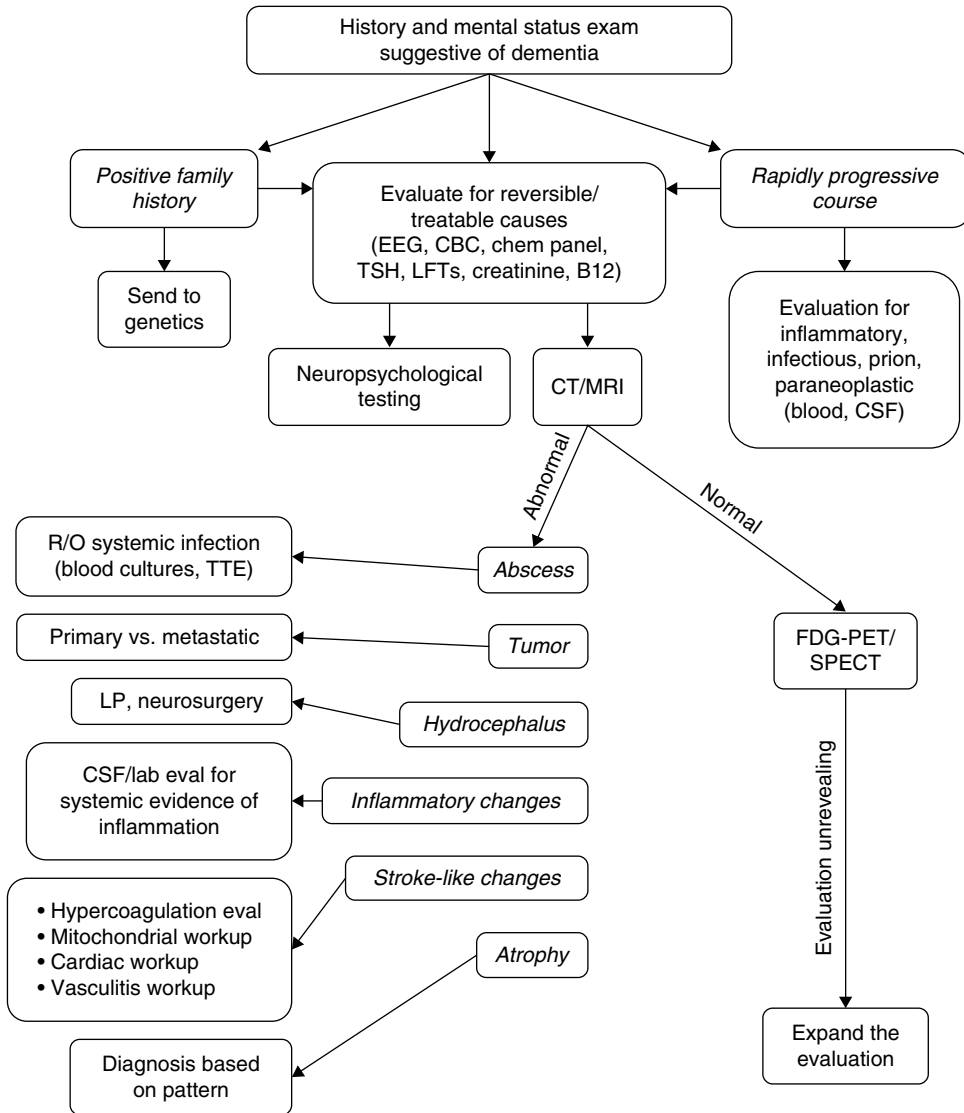 History and mental status exam
suggestive of dementia
Positive family
history
Evaluate for reversible/
treatable causes
(EEG, CBC, chem panel,
TSH, LFTs, creatinine, B12)
Rapidly progressive
course
Send to
genetics
Neuropsychological
testing
CT/MRI
Evaluation for
inflammatory,
infectious, prion,
paraneoplastic
(blood, CSF)
Abnormal
Normal
R/O systemic infection
(blood cultures, TTE)
Abscess
Primary vs. metastatic
Tumor
FDG-PET/
SPECT
LP, neurosurgery
Hydrocephalus
CSF/lab eval for
systemic evidence of
inflammation
Inflammatory changes
Evaluation unrevealing
Stroke-like changes
• Hypercoagulation eval
• Mitochondrial workup
• Cardiac workup
• Vasculitis workup
Atrophy
Expand the
evaluation
Diagnosis based
on pattern